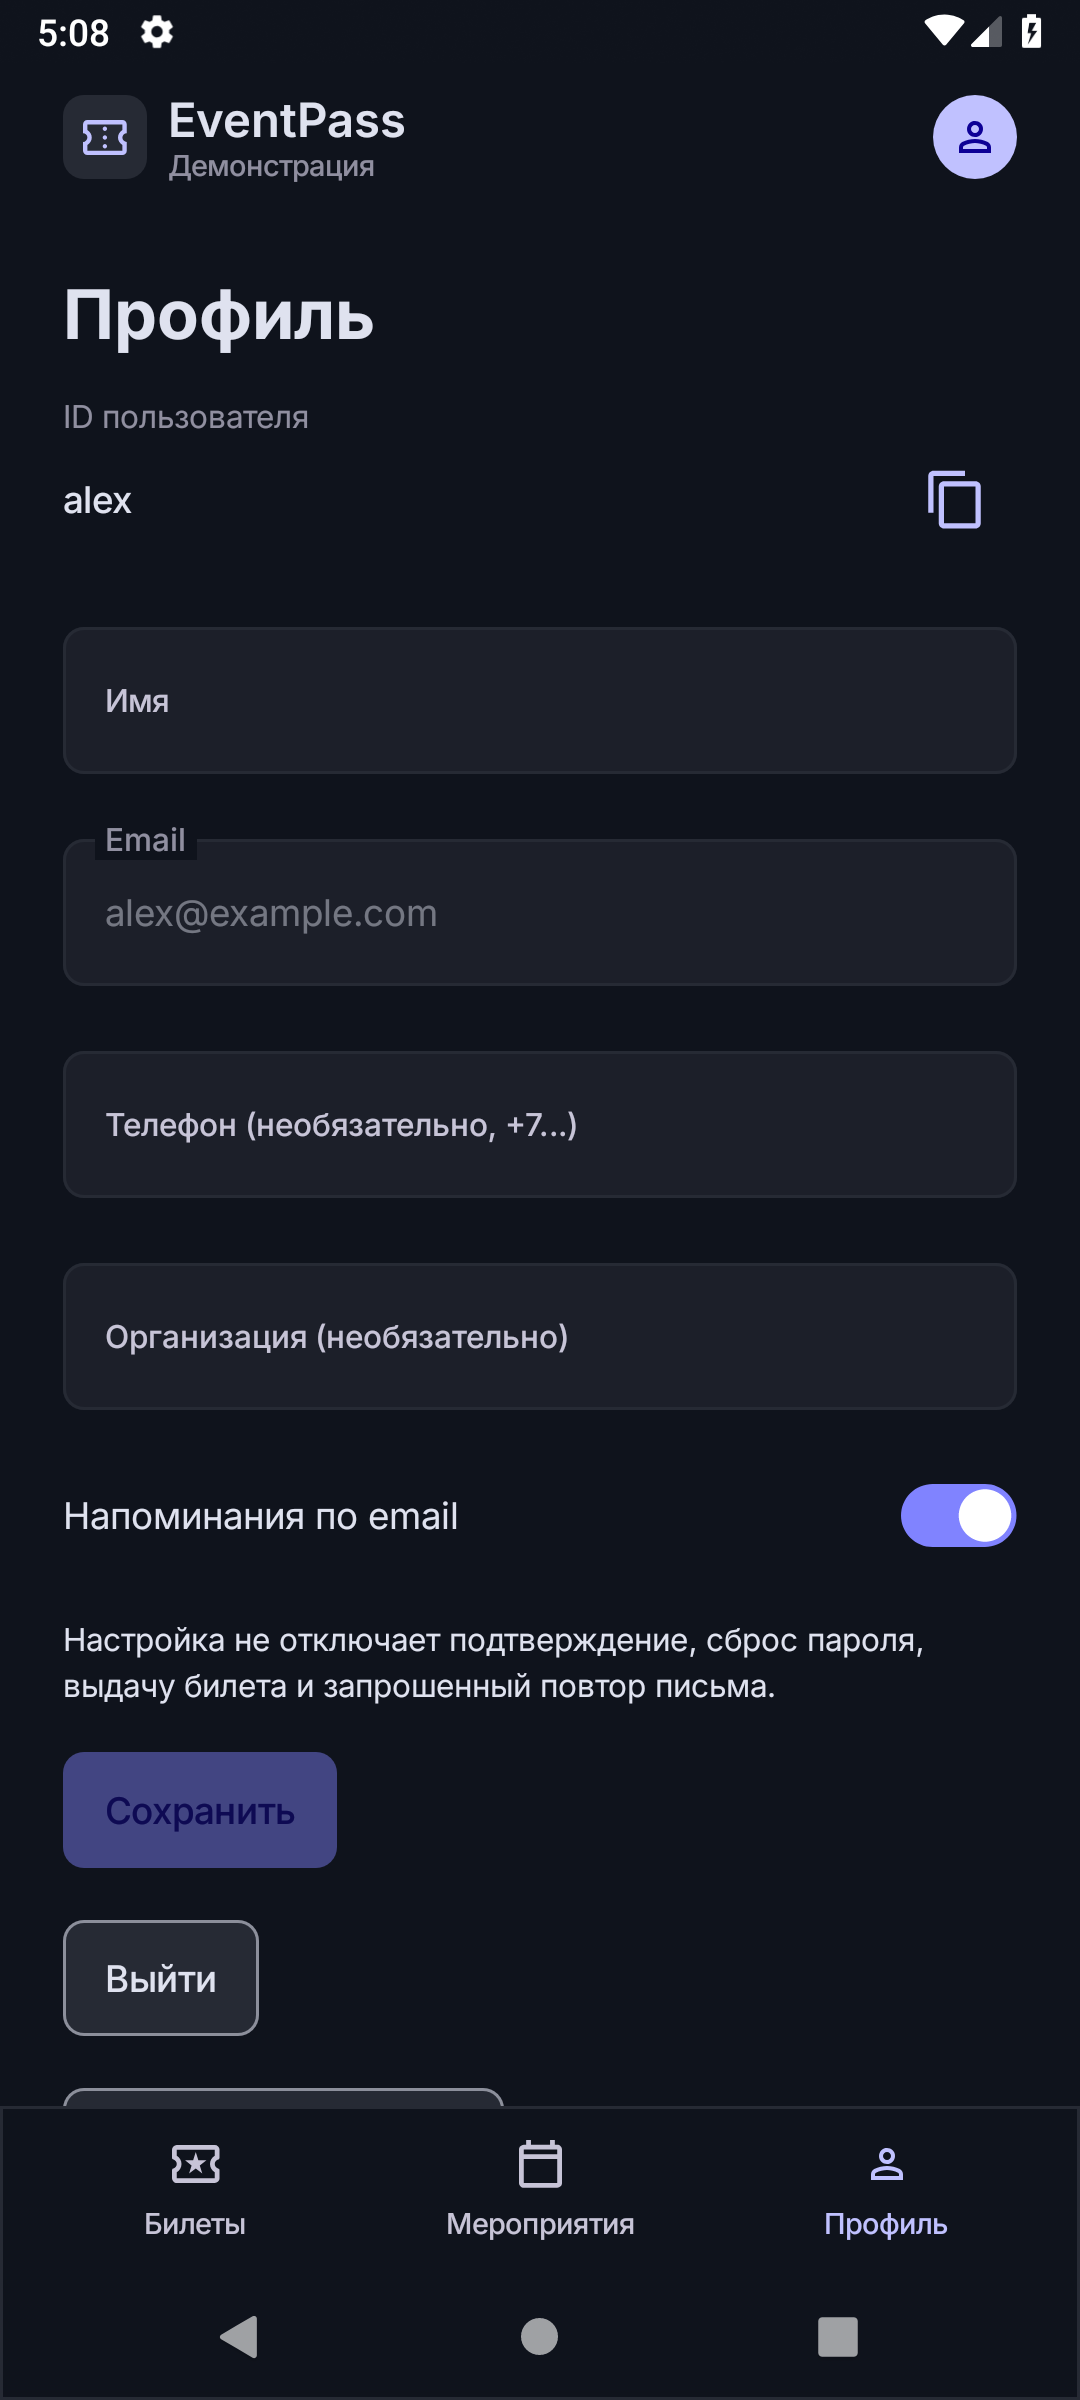 5:08
EventPass
Демонстрация
Профиль
ID пользователя
alex
Имя
Email
alex@example.com
Телефон (необязательно, +7...)
Организация (необязательно)
Напоминания по email
Настройка не отключает подтверждение, сброс пароля,
выдачу билета и запрошенный повтор письма.
Сохранить
Выйти
Билеты
Мероприятия
Профиль